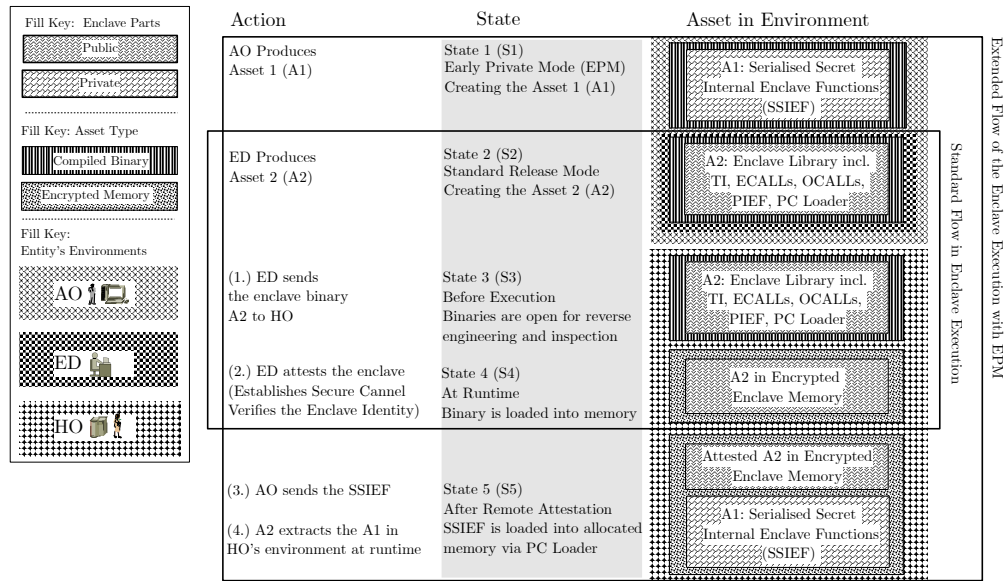 Fill Key: Enclave Parts
Public
Private
Fill Key: Asset Type
Compiled Binary
Encrypted Memory
Fill Key:
Entity's Environments
AO
ED
HO
Action
State
Asset in Environment
AO Produces
Asset 1 (A1)
State 1 (S1)
Early Private Mode (EPM)
Creating the Asset 1 (A1)
A1: Serialised Secret
Internal Enclave Functions
(SSIEF)
ED Produces
Asset 2 (A2)
State 2 (S2)
Standard Release Mode
Creating the Asset 2 (A2)
A2: Enclave Library incl.
TI, ECALLs, OCALLs,
PIEF, PC Loader
(1.) ED sends
the enclave binary
A2 to HO
State 3 (S3)
Before Execution
Binaries are open for reverse
engineering and inspection
A2: Enclave Library incl.
TI, ECALLs, OCALLs,
PIEF, PC Loader
(2.) ED attests the enclave
(Establishes Secure Cannel
Verifies the Enclave Identity)
State 4 (S4)
At Runtime
Binary is loaded into memory
A2 in Encrypted
Enclave Memory
(3.) AO sends the SSIEF
(4.) A2 extracts the A1 in
HO's environment at runtime
State 5 (S5)
After Remote Attestation
SSIEF is loaded into allocated
memory via PC Loader
Attested A2 in Encrypted
Enclave Memory
A1: Serialised Secret
Internal Enclave Functions
(SSIEF)
Standard Flow in Enclave Execution
Extended Flow of the Enclave Execution with EPM